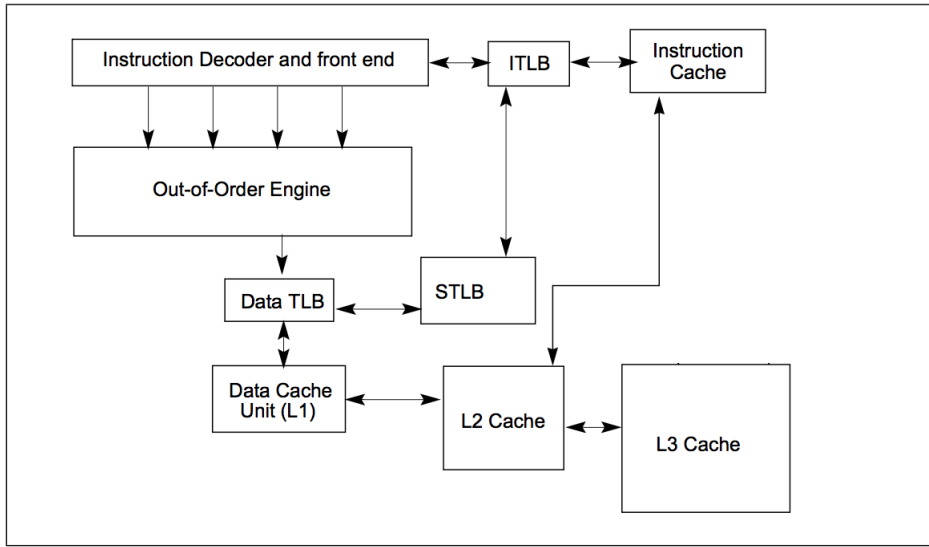 Instruction Decoder and front end
ITLB
Instruction
Cache
Out-of-Order Engine
Data TLB
STLB
Data Cache
Unit (L1)
L2 Cache
L3 Cache